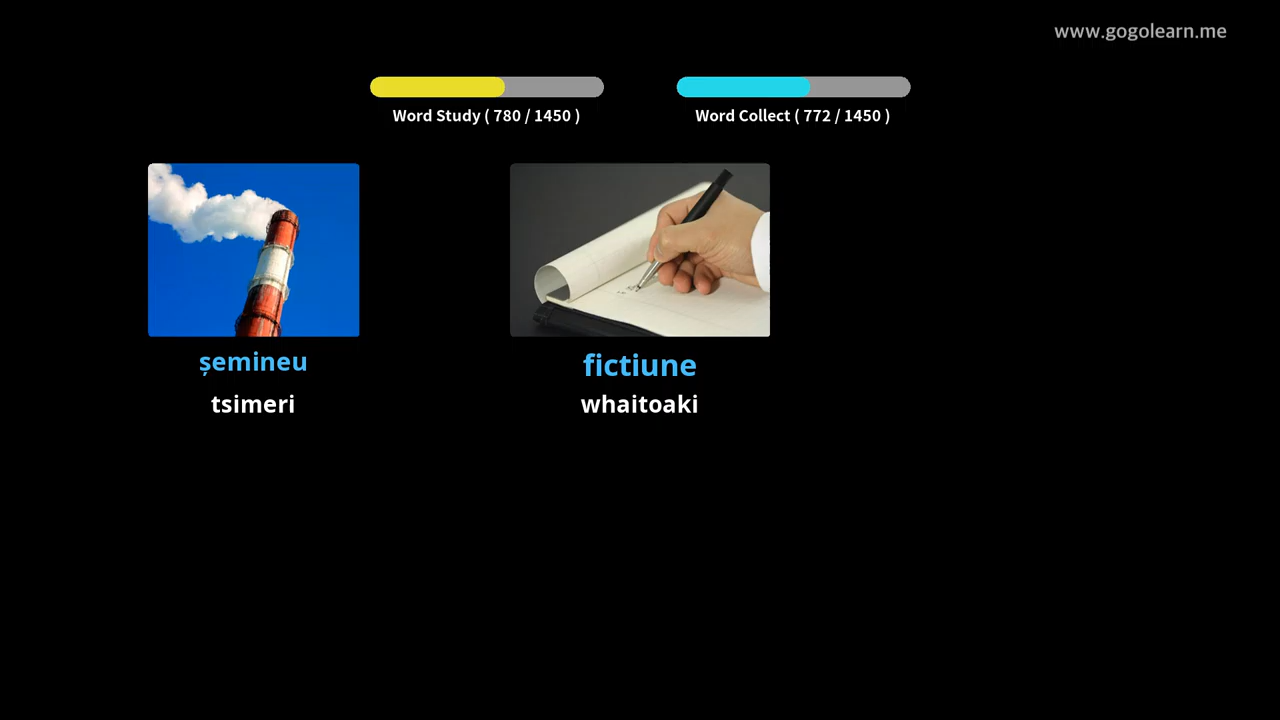 www.gogolearn.me
Word Study ( 780 / 1450 )
Word Collect ( 772 / 1450 )
șemineu
tsimeri
fictiune
whaitoaki